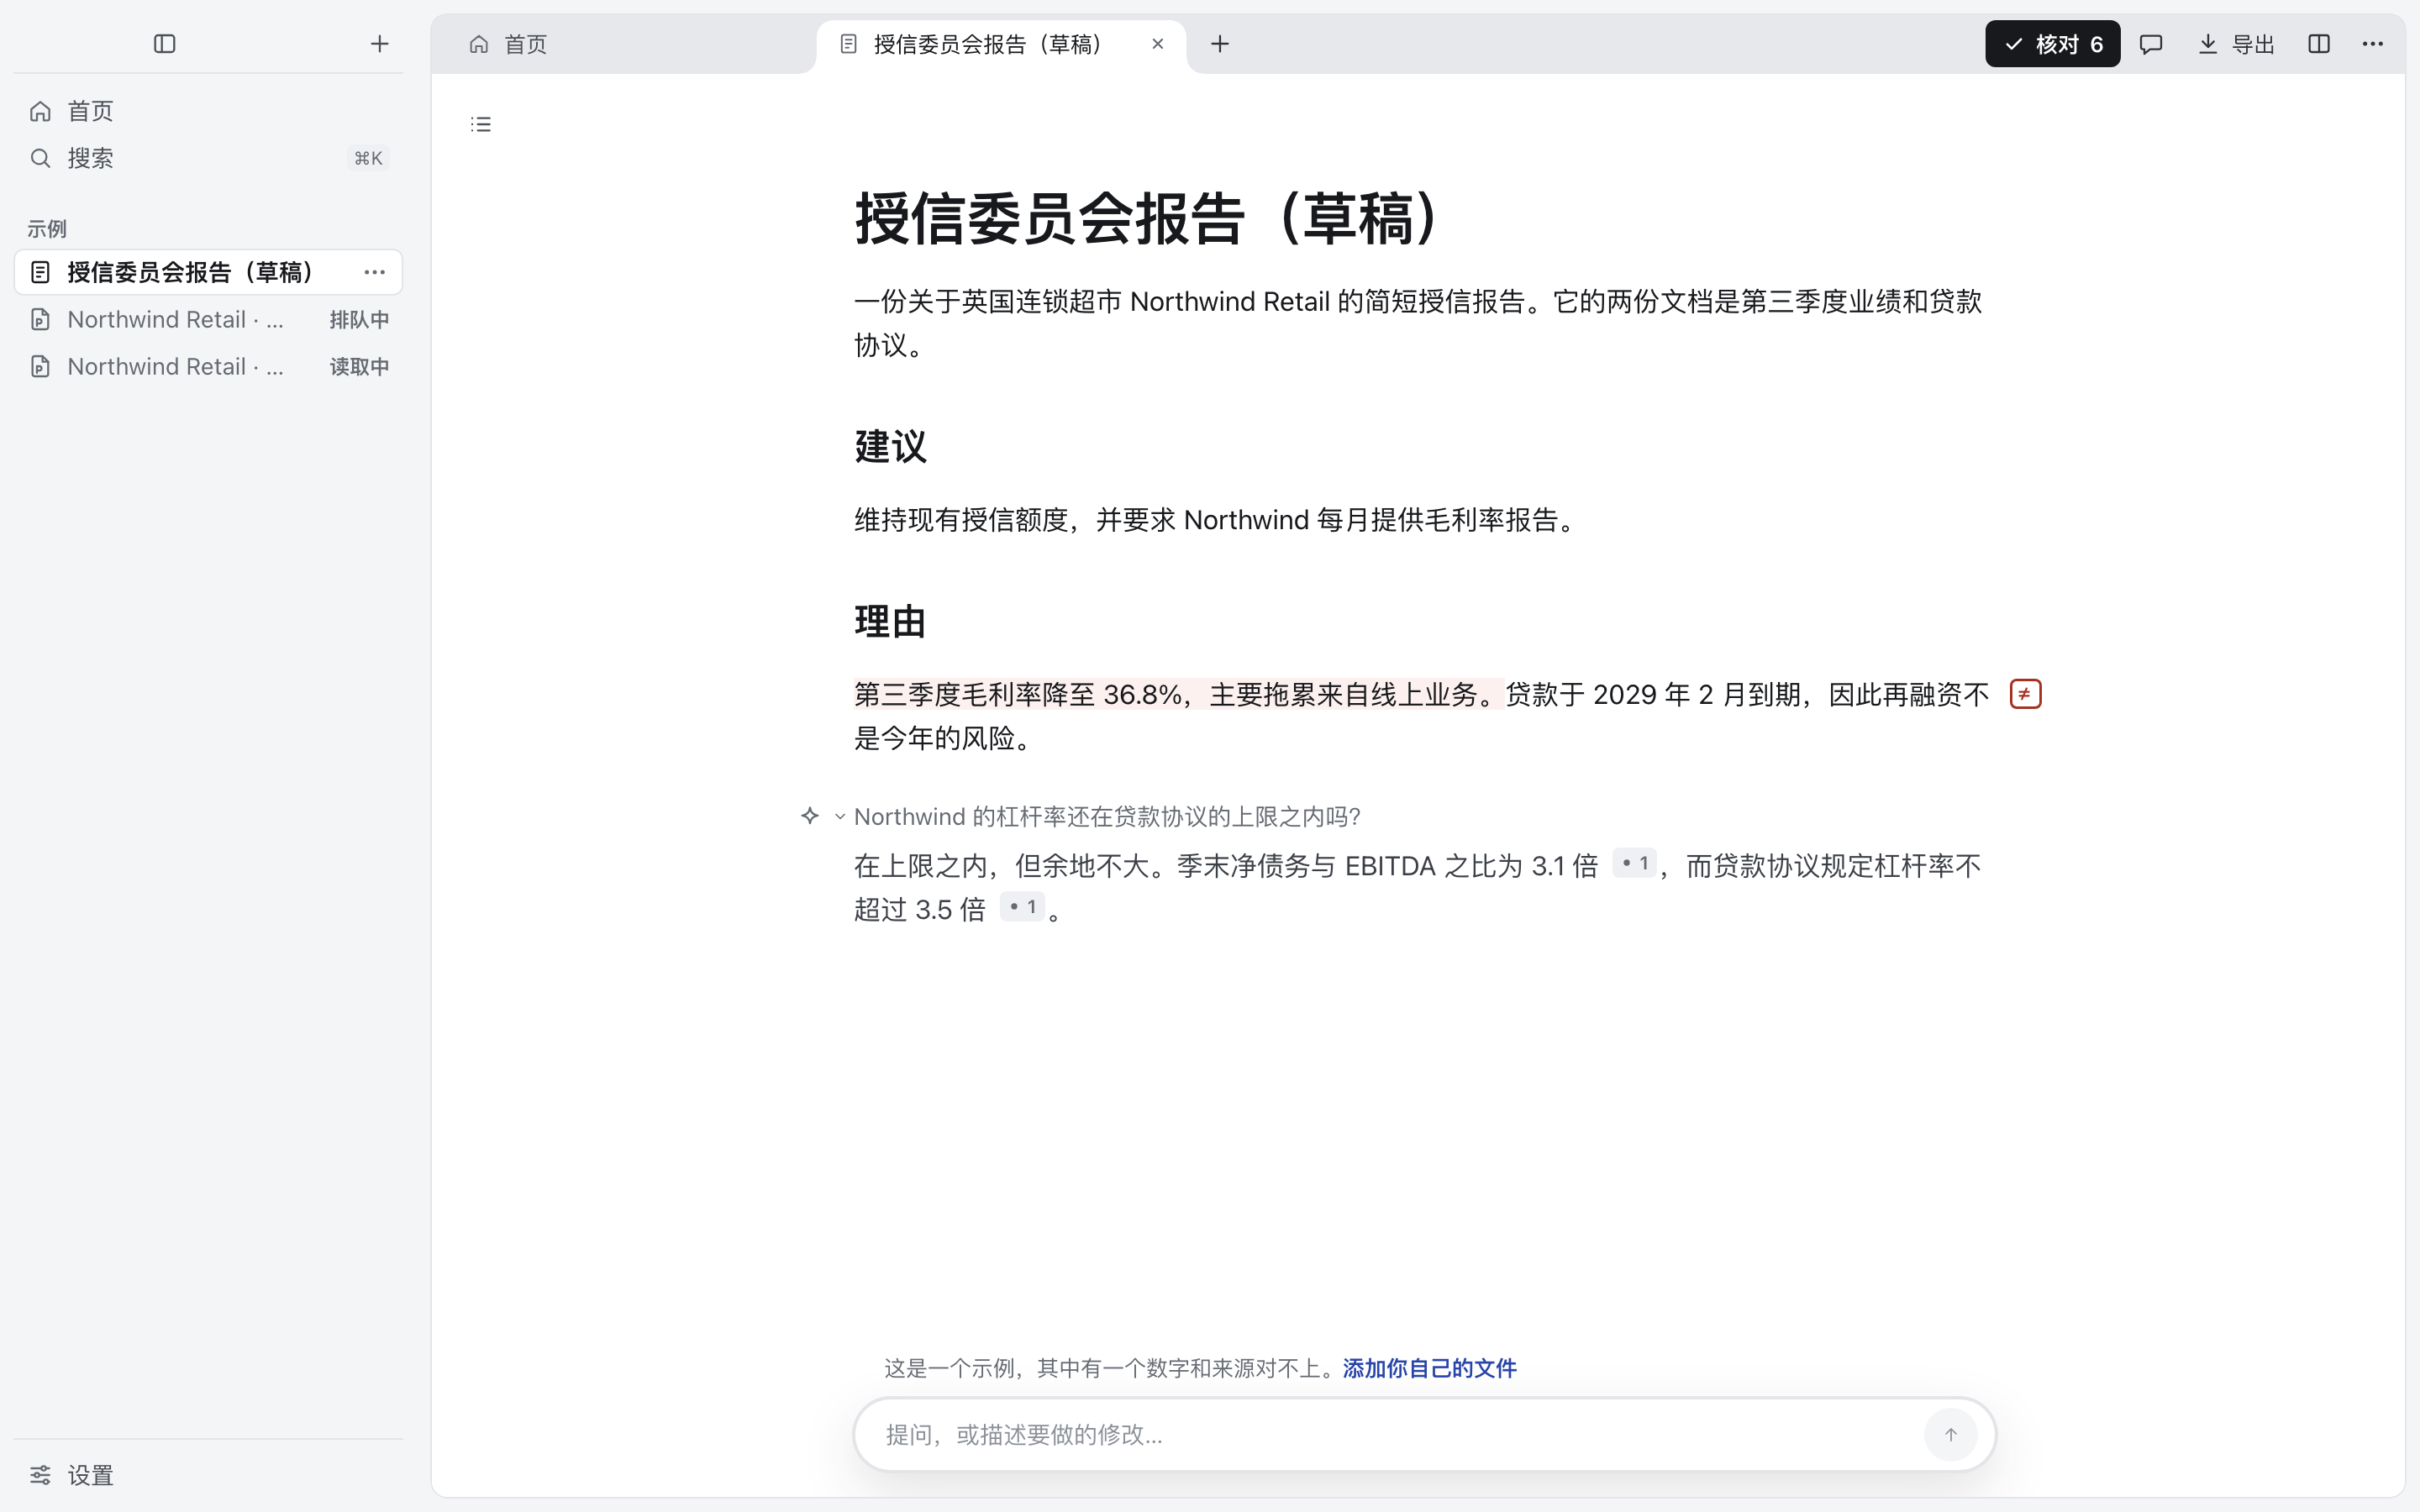 首页
搜索
⌘K
示例
授信委员会报告（草稿）
Northwind Retail · ... 排队中
Northwind Retail · ... 读取中
设置
首页
授信委员会报告（草稿）
核对 6
导出
授信委员会报告（草稿）
一份关于英国连锁超市 Northwind Retail 的简短授信报告。它的两份文档是第三季度业绩和贷款
协议。
建议
维持现有授信额度，并要求 Northwind 每月提供毛利率报告。
理由
第三季度毛利率降至 36.8%，主要拖累来自线上业务。贷款于 2029 年 2 月到期，因此再融资不 ≠
是今年的风险。
Northwind 的杠杆率还在贷款协议的上限之内吗？
在上限之内，但余地不大。季末净债务与 EBITDA 之比为 3.1 倍 • 1，而贷款协议规定杠杆率不
超过 3.5 倍 • 1。
这是一个示例，其中有一个数字和来源对不上。添加你自己的文件
提问，或描述要做的修改...